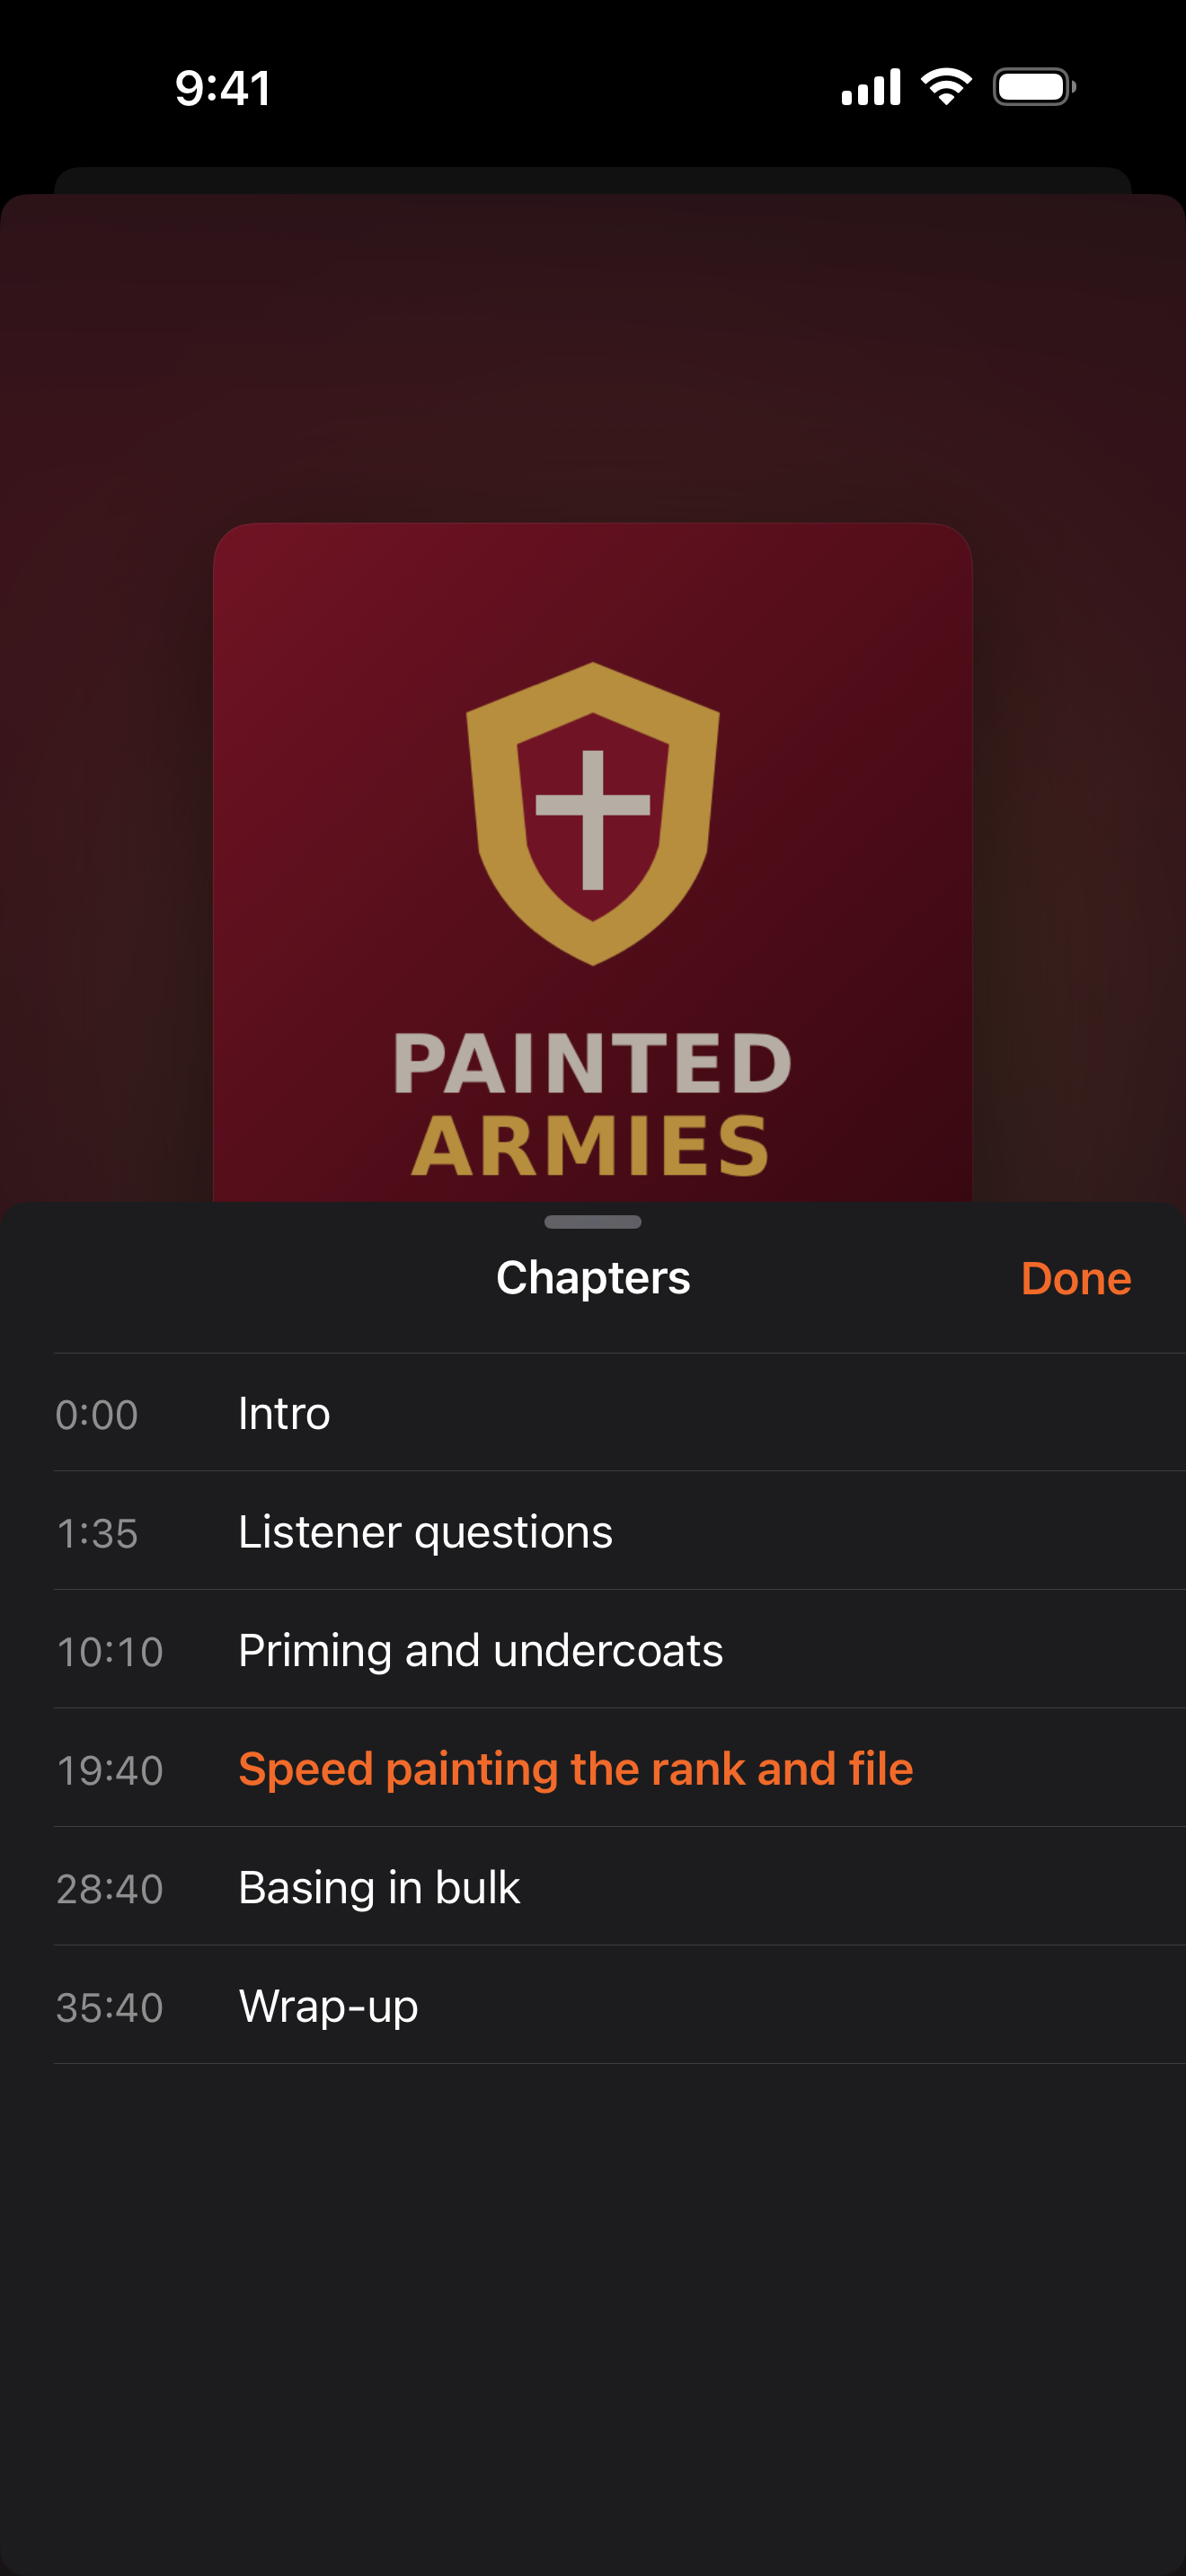 9:41
PAINTED
ARMIES
Chapters
Done
0:00 Intro
1:35 Listener questions
10:10 Priming and undercoats
19:40 Speed painting the rank and file
28:40 Basing in bulk
35:40 Wrap-up